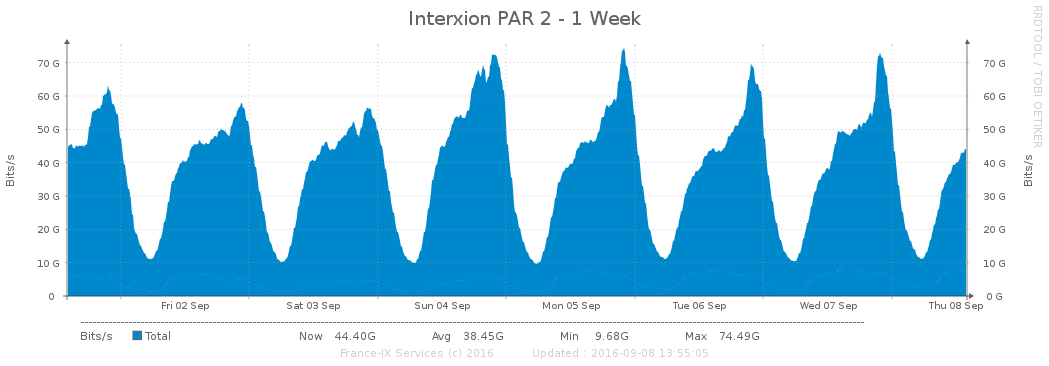 Interxion PAR 2 - 1 Week
RRDTOOL / TOBI OETIKER
Bits/s
70 G
60 G
50 G
40 G
30 G
20 G
10 G
0
70 G
60 G
50 G
40 G
30 G
20 G
10 G
0 G
Bits/s
Fri 02 Sep Sat 03 Sep Sun 04 Sep Mon 05 Sep Tue 06 Sep Wed 07 Sep Thu 08 Sep
Bits/s Total Now 44.40G Avg 38.45G Min 9.68G Max 74.49G
France-IX Services (c) 2016 Updated : 2016-09-08 13:55:05